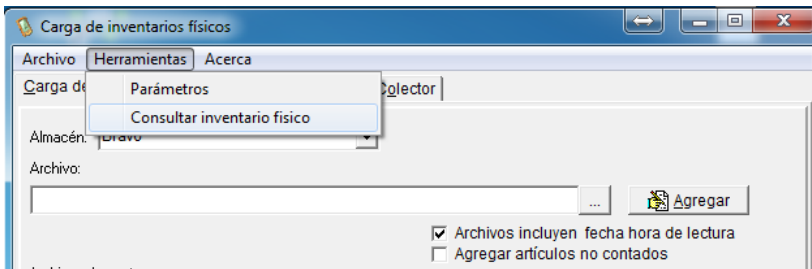 Carga de inventarios físicos
Archivo Herramientas Acerca
Carga de Colector
Parámetros
Consultar inventario fisico
Almacén:
Archivo:
... Agregar
Archivos incluyen fecha hora de lectura
Agregar artículos no contados